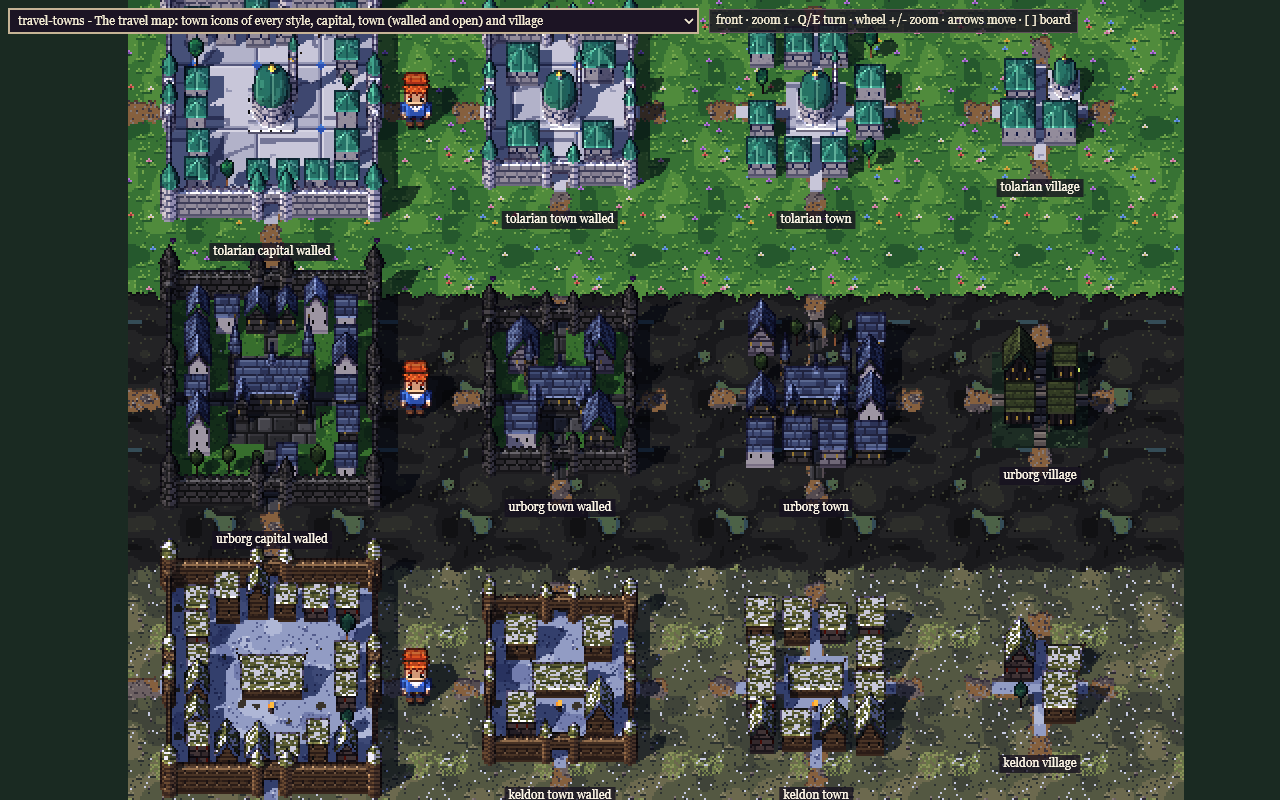 travel-towns - The travel map: town icons of every style, capital, town (walled and open) and village
front · zoom 1 · Q/E turn · wheel +/- zoom · arrows move · [ ] board
tolarian capital walled
tolarian town walled
tolarian town
tolarian village
urborg capital walled
urborg town walled
urborg town
urborg village
keldon town walled
keldon town
keldon village